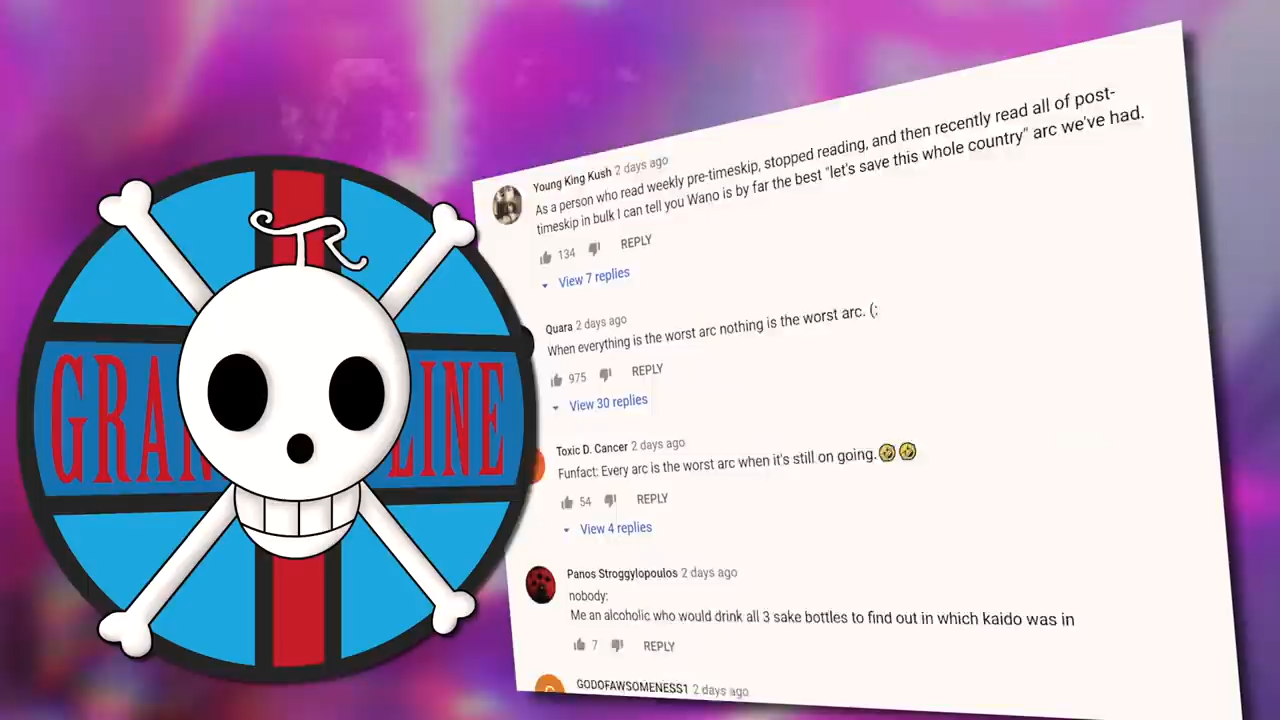 TR
GRAN LINE
Young King Kush 2 days ago
As a person who read weekly pre-timeskip, stopped reading, and then recently read all of post-
timeskip in bulk I can tell you Wano is by far the best "let's save this whole country" arc we've had.
134 REPLY
View 7 replies
Quara 2 days ago
When everything is the worst arc nothing is the worst arc. (:
975 REPLY
View 30 replies
Toxic D. Cancer 2 days ago
Funfact: Every arc is the worst arc when it's still on going.🤣🤣
54 REPLY
View 4 replies
Panos Stroggylopoulos 2 days ago
nobody:
Me an alcoholic who would drink all 3 sake bottles to find out in which kaido was in
7 REPLY
GODOFAWSOMENESS1 2 days ago